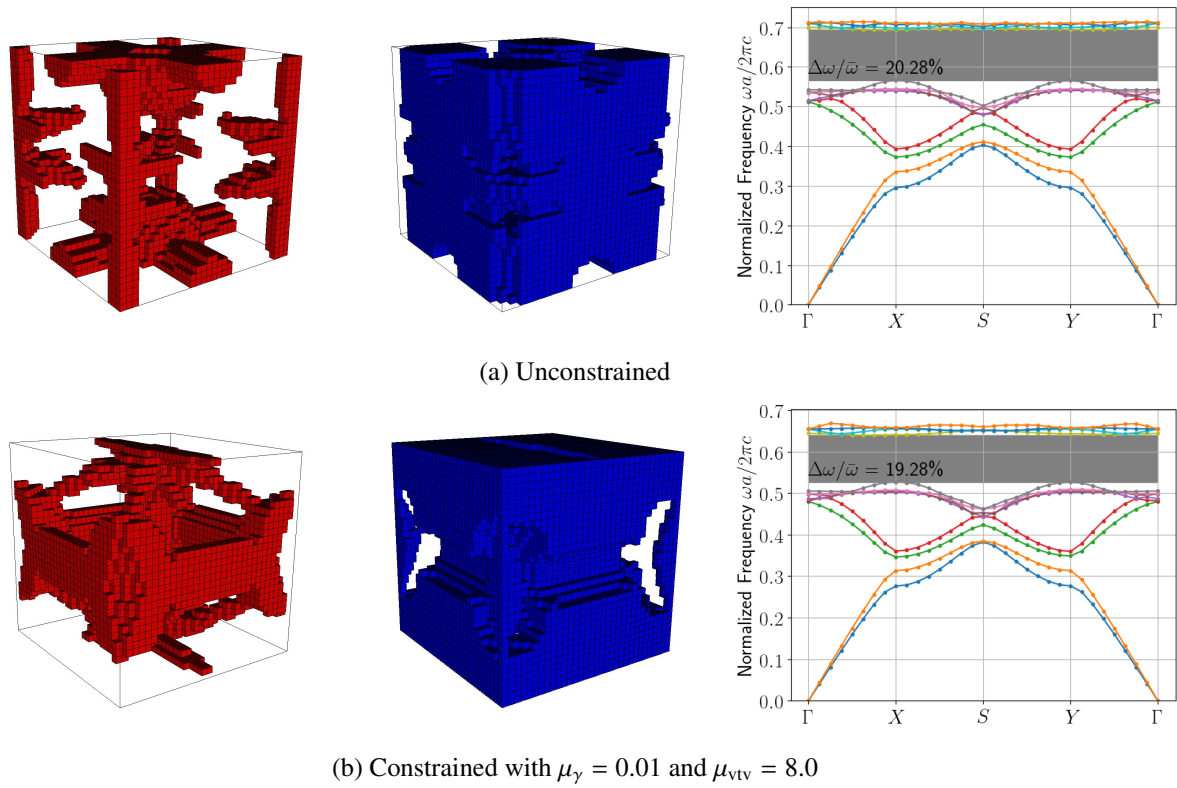 0.7
0.6
0.5
0.4
0.3
0.2
0.1
0.0
Normalized Frequency ωa/2πc
Δω/ω̄ = 20.28%
Γ X S Y Γ
(a) Unconstrained
0.7
0.6
0.5
0.4
0.3
0.2
0.1
0.0
Normalized Frequency ωa/2πc
Δω/ω̄ = 19.28%
Γ X S Y Γ
(b) Constrained with μγ = 0.01 and μvtv = 8.0